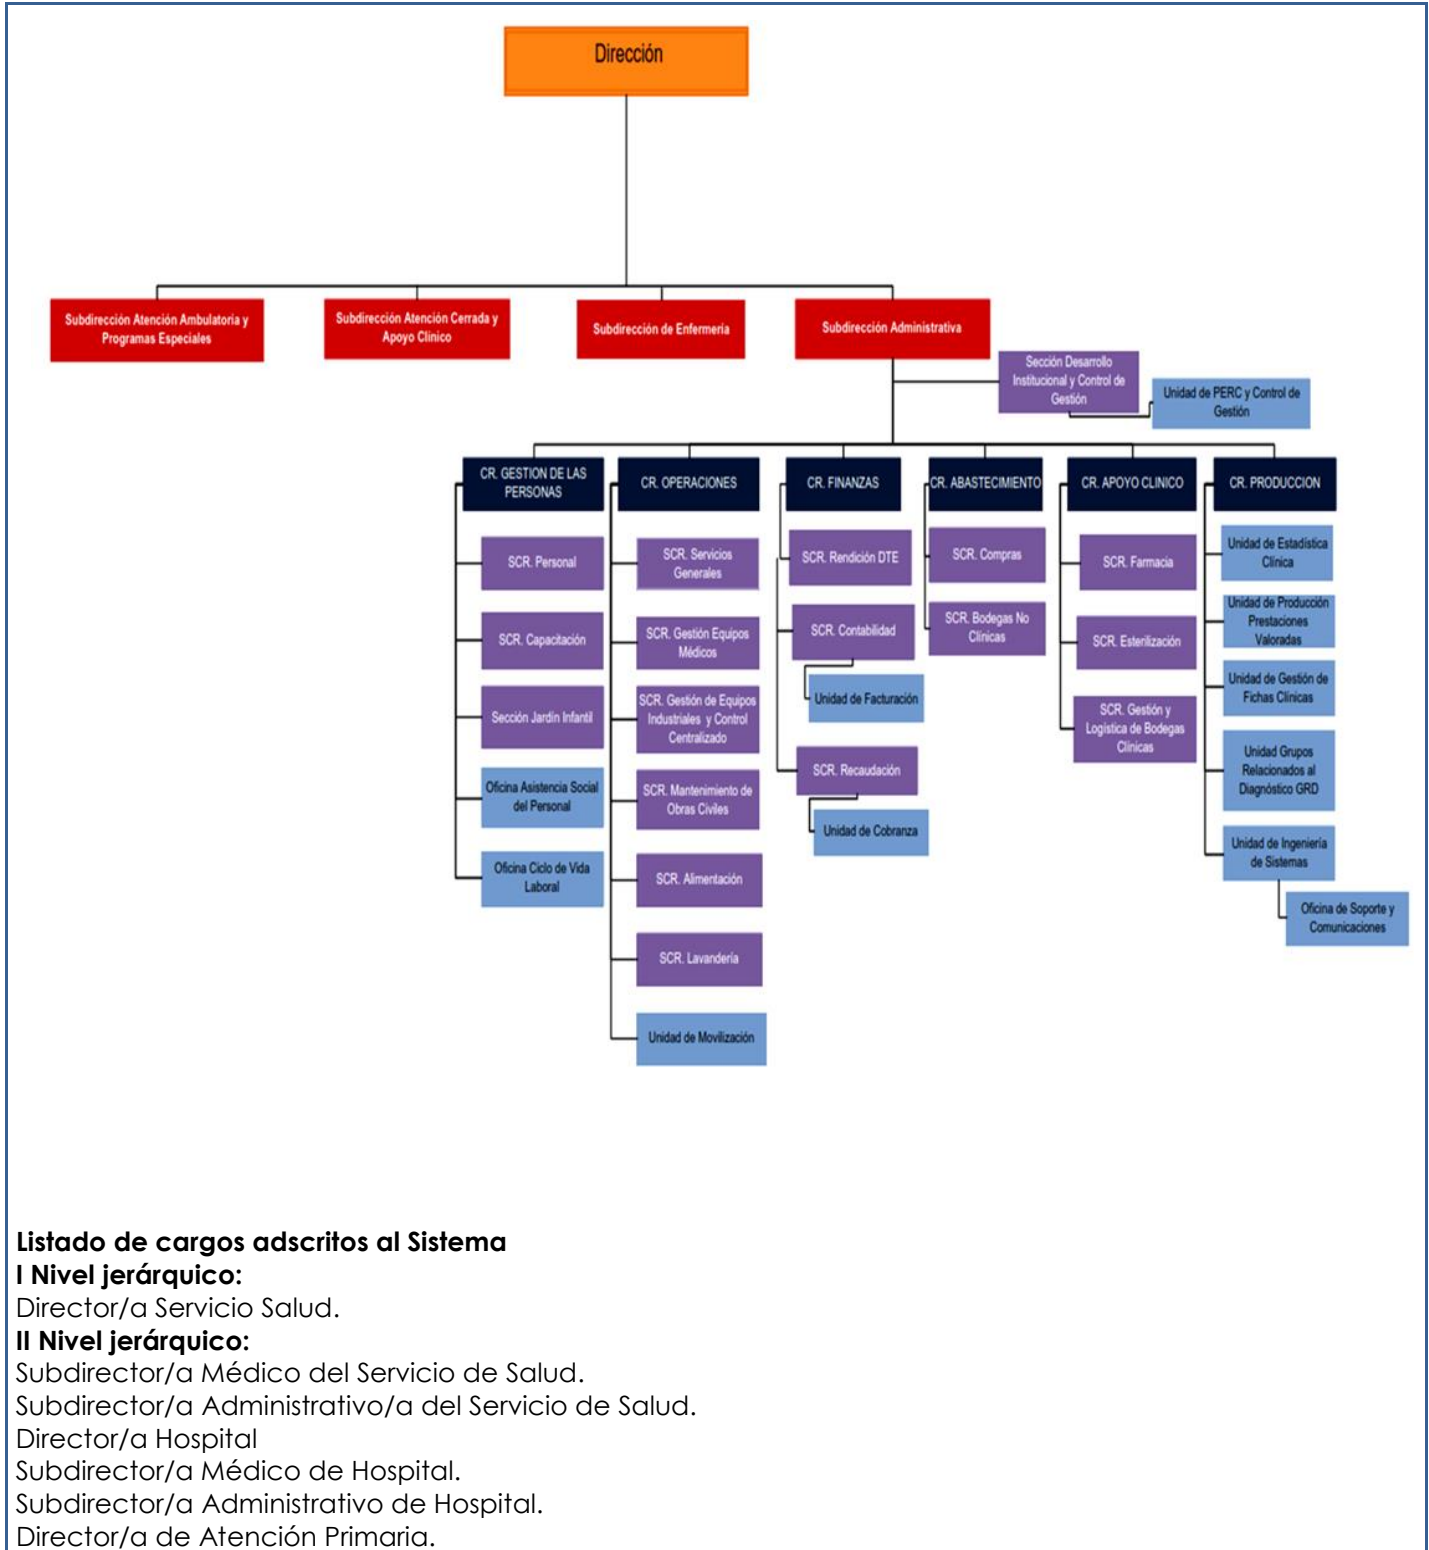 Dirección
Subdirección Atención Ambulatoria y
Programas Especiales
Subdirección Atención Cerrada y
Apoyo Clínico
Subdirección de Enfermeria
Subdirección Administrativa
Sección Desarrollo
Institucional y Control de
Gestión
Unidad de PERC y Control de
Gestión
CR. GESTION DE LAS
PERSONAS
SCR. Personal
SCR. Capacitación
Sección Jardín Infantil
Oficina Asistencia Social
del Personal
Oficina Ciclo de Vida
Laboral
CR. OPERACIONES
SCR. Servicios
Generales
SCR. Gestión Equipos
Médicos
SCR. Gestión de Equipos
Industriales y Control
Centralizado
SCR. Mantenimiento de
Obras Civiles
SCR. Alimentación
SCR. Lavandería
Unidad de Movilización
CR. FINANZAS
SCR. Rendición DTE
SCR. Contabilidad
Unidad de Facturación
SCR. Recaudación
Unidad de Cobranza
CR. ABASTECIMIENTO
SCR. Compras
SCR. Bodegas No
Clínicas
CR. APOYO CLINICO
SCR. Farmacia
SCR. Esterilización
SCR. Gestión y
Logística de Bodegas
Clínicas
CR. PRODUCCION
Unidad de Estadística
Clínica
Unidad de Producción
Prestaciones
Valoradas
Unidad de Gestión de
Fichas Clínicas
Unidad Grupos
Relacionados al
Diagnóstico GRD
Unidad de Ingeniería
de Sistemas
Oficina de Soporte y
Comunicaciones
Listado de cargos adscritos al Sistema
I Nivel jerárquico:
Director/a Servicio Salud.
II Nivel jerárquico:
Subdirector/a Médico del Servicio de Salud.
Subdirector/a Administrativo/a del Servicio de Salud.
Director/a Hospital
Subdirector/a Médico de Hospital.
Subdirector/a Administrativo de Hospital.
Director/a de Atención Primaria.